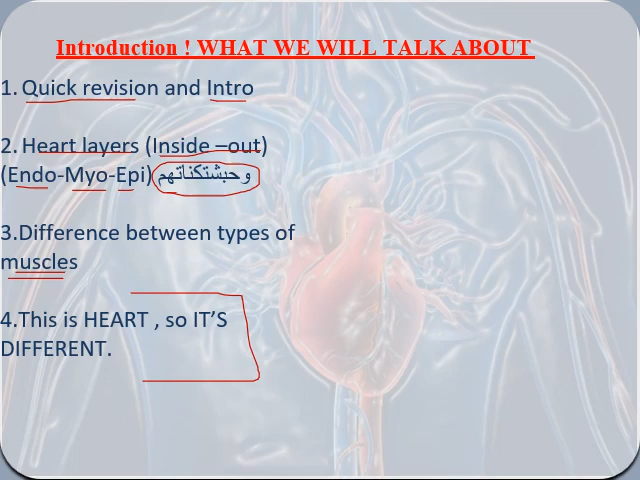 Introduction ! WHAT WE WILL TALK ABOUT
1. Quick revision and Intro
2. Heart layers (Inside –out)
(Endo-Myo-Epi) وحبشتكناتهم
3.Difference between types of
muscles
4.This is HEART , so IT’S
DIFFERENT.